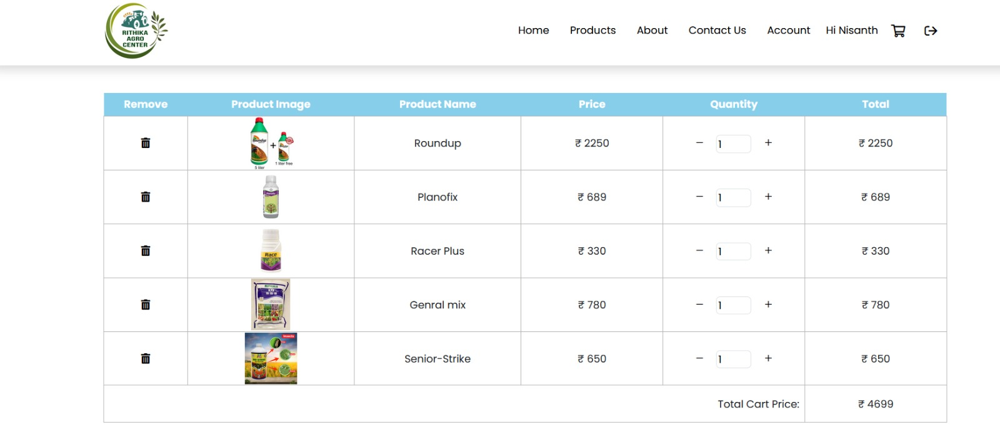 RITHIKA
AGRO
CENTER
Home Products About Contact Us Account Hi Nisanth
Remove Product Image Product Name Price Quantity Total
Roundup
+
5 liter 1 liter free
Roundup ₹ 2250 − 1 + ₹ 2250
Planofix ₹ 689 − 1 + ₹ 689
Race
Racer Plus ₹ 330 − 1 + ₹ 330
Genral mix ₹ 780 − 1 + ₹ 780
Insects
Senior-Strike ₹ 650 − 1 + ₹ 650
Total Cart Price: ₹ 4699